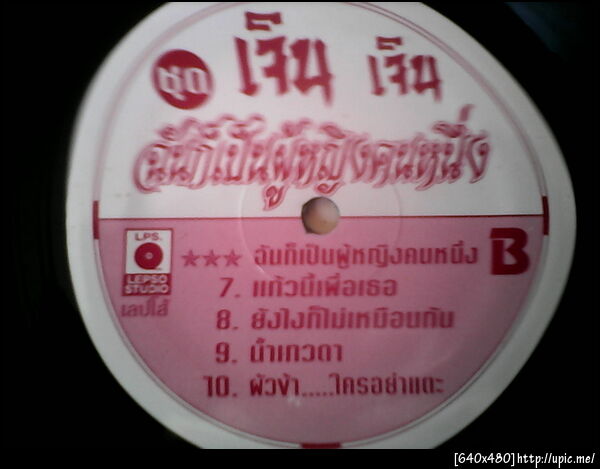 ชุด เจิน เจิน
ฉันก็เป็นผู้หญิงคนหนึ่ง
LPS.
LEPSO
STUDIO
เลปโส้
B
★★★ ฉันก็เป็นผู้หญิงคนหนึ่ง
7. แก้วนี้เพื่อเธอ
8. ยังไงก็ไม่เหมือนกัน
9. น้ำเกวดา
10. ผัวข้า.....ใครอย่าแตะ
[640x480]http://upic.me/